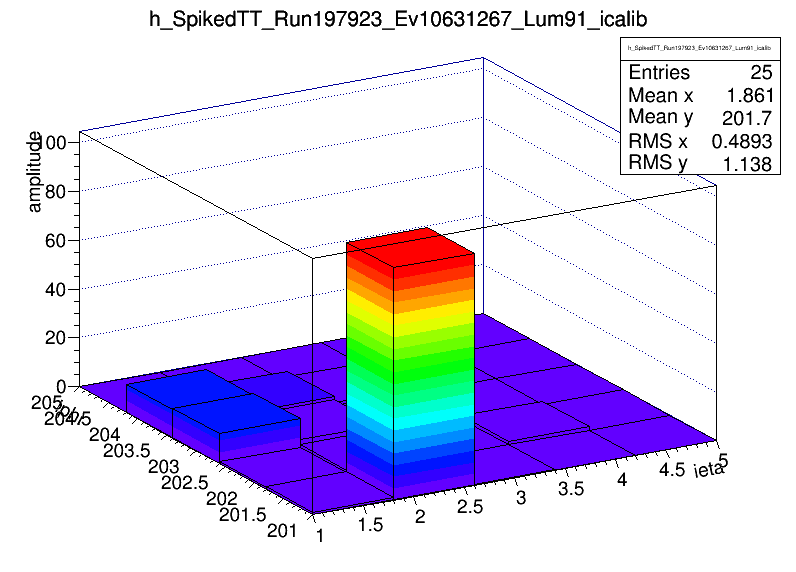 h_SpikedTT_Run197923_Ev10631267_Lum91_icalib
h_SpikedTT_Run197923_Ev10631267_Lum91_icalib
Entries 25
Mean x 1.861
Mean y 201.7
RMS x 0.4893
RMS y 1.138
amplitude
100
80
60
40
20
0
205
204.5
204
203.5
203
202.5
202
201.5
201
1
1.5
2
2.5
3
3.5
4
4.5
5
ieta